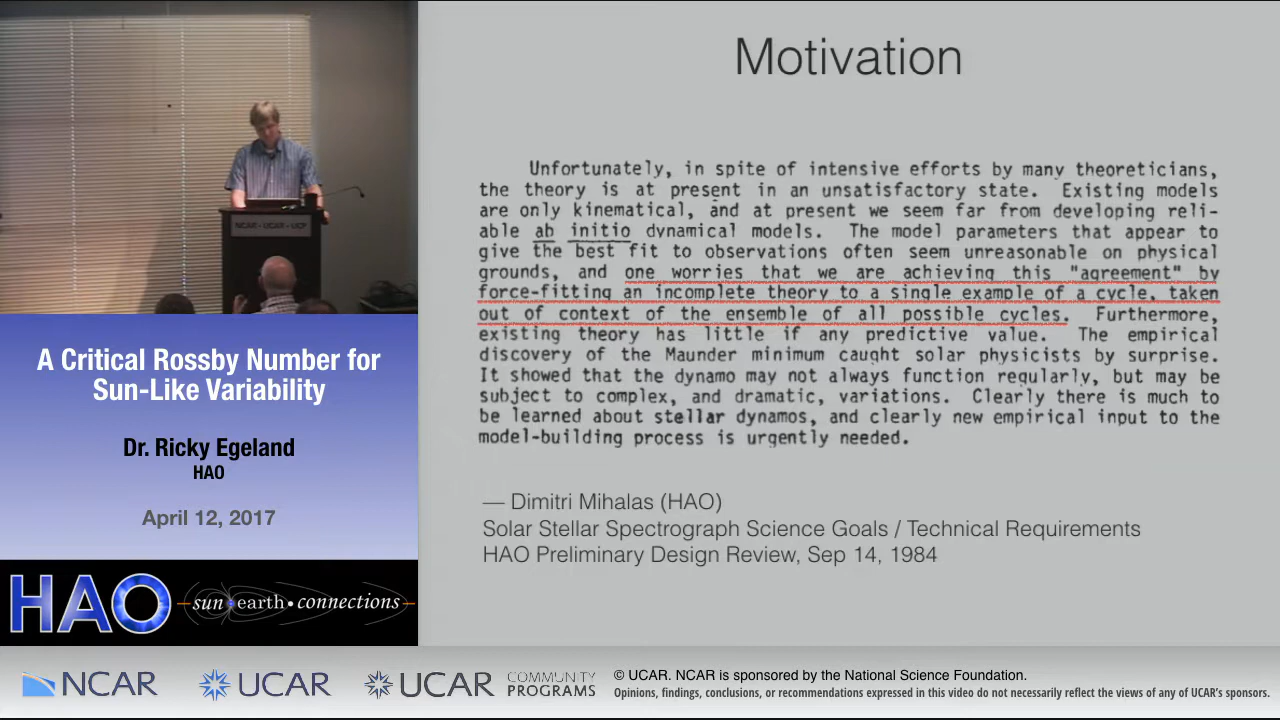 Motivation
Unfortunately, in spite of intensive efforts by many theoreticians,
the theory is at present in an unsatisfactory state. Existing models
are only kinematical, and at present we seem far from developing reli-
able ab initio dynamical models. The model parameters that appear to
give the best fit to observations often seem unreasonable on physical
grounds, and one worries that we are achieving this "agreement" by
force-fitting an incomplete theory to a single example of a cycle, taken
out of context of the ensemble of all possible cycles. Furthermore,
existing theory has little if any predictive value. The empirical
discovery of the Maunder minimum caught solar physicists by surprise.
It showed that the dynamo may not always function regularly, but may be
subject to complex, and dramatic, variations. Clearly there is much to
be learned about stellar dynamos, and clearly new empirical input to the
model-building process is urgently needed.
— Dimitri Mihalas (HAO)
Solar Stellar Spectrograph Science Goals / Technical Requirements
HAO Preliminary Design Review, Sep 14, 1984
NCAR • UCAR • UCP
A Critical Rossby Number for
Sun-Like Variability
Dr. Ricky Egeland
HAO
April 12, 2017
HAO sun•earth•connections
NCAR
UCAR
UCAR COMMUNITY
PROGRAMS
© UCAR. NCAR is sponsored by the National Science Foundation.
Opinions, findings, conclusions, or recommendations expressed in this video do not necessarily reflect the views of any of UCAR's sponsors.